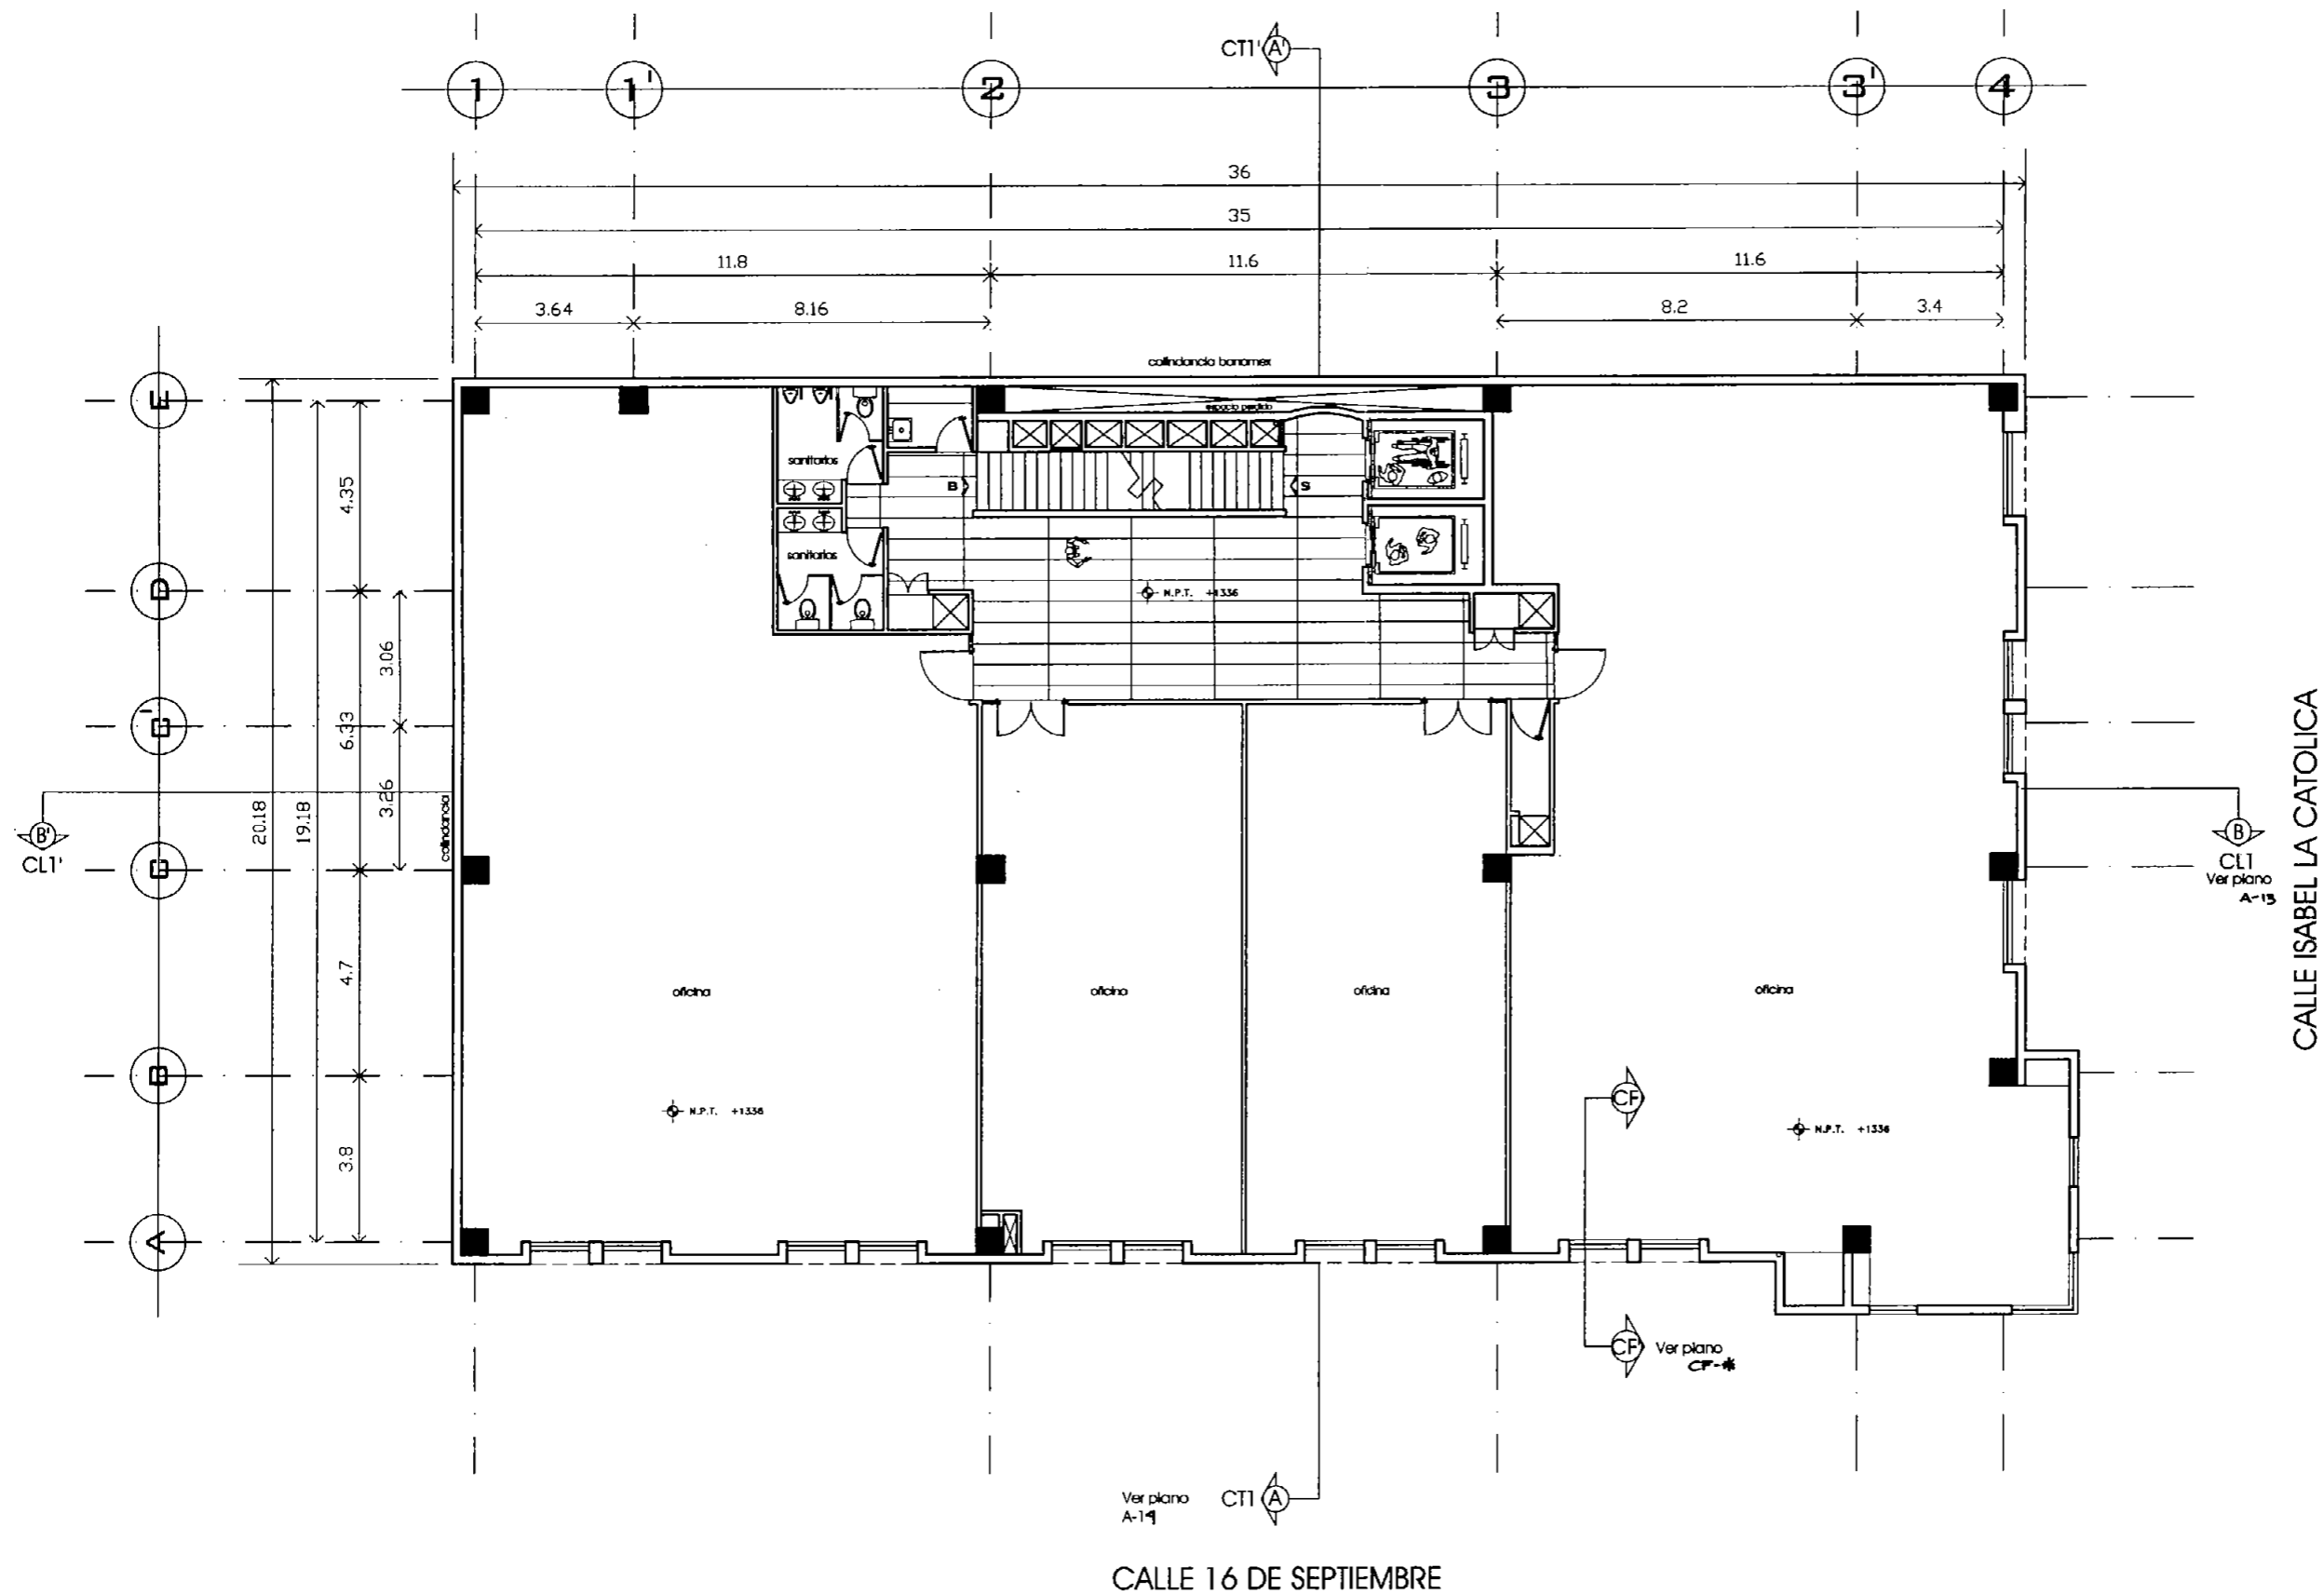 CT1' A'
1 1' 2 3 3' 4
36
35
11.8 11.6 11.6
3.64 8.16 8.2 3.4
colindancia banamex
espacio perdido
E
sanitarios
B S
4.35
sanitarios
D
N.P.T. +1336
3.06
6.33
C'
20.18
19.18
3.26
colindancia
B'
CL1'
C
B
CL1
Ver plano
A-13
CALLE ISABEL LA CATOLICA
4.7
oficina oficina oficina oficina
B
CF
N.P.T. +1336
N.P.T. +1336
3.8
A
CF' Ver plano
CF-*
Ver plano
A-14
CT1 A
CALLE 16 DE SEPTIEMBRE